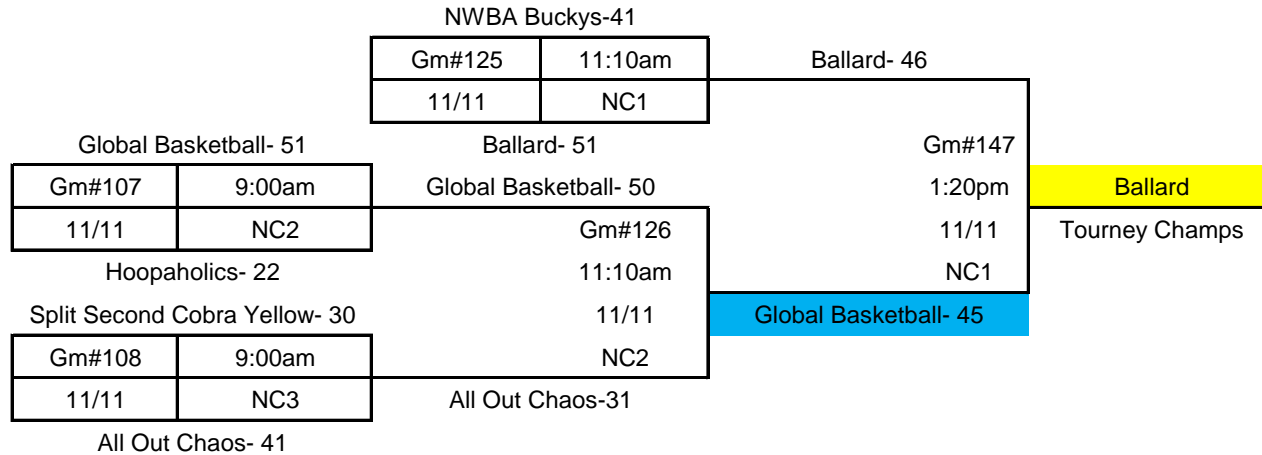 NWBA Buckys-41
Gm#125 11:10am Ballard- 46
11/11 NC1
Global Basketball- 51 Ballard- 51 Gm#147
Gm#107 9:00am Global Basketball- 50 1:20pm Ballard
11/11 NC2 Gm#126 11/11 Tourney Champs
Hoopaholics- 22 11:10am NC1
Split Second Cobra Yellow- 30 11/11 Global Basketball- 45
Gm#108 9:00am NC2
11/11 NC3 All Out Chaos-31
All Out Chaos- 41